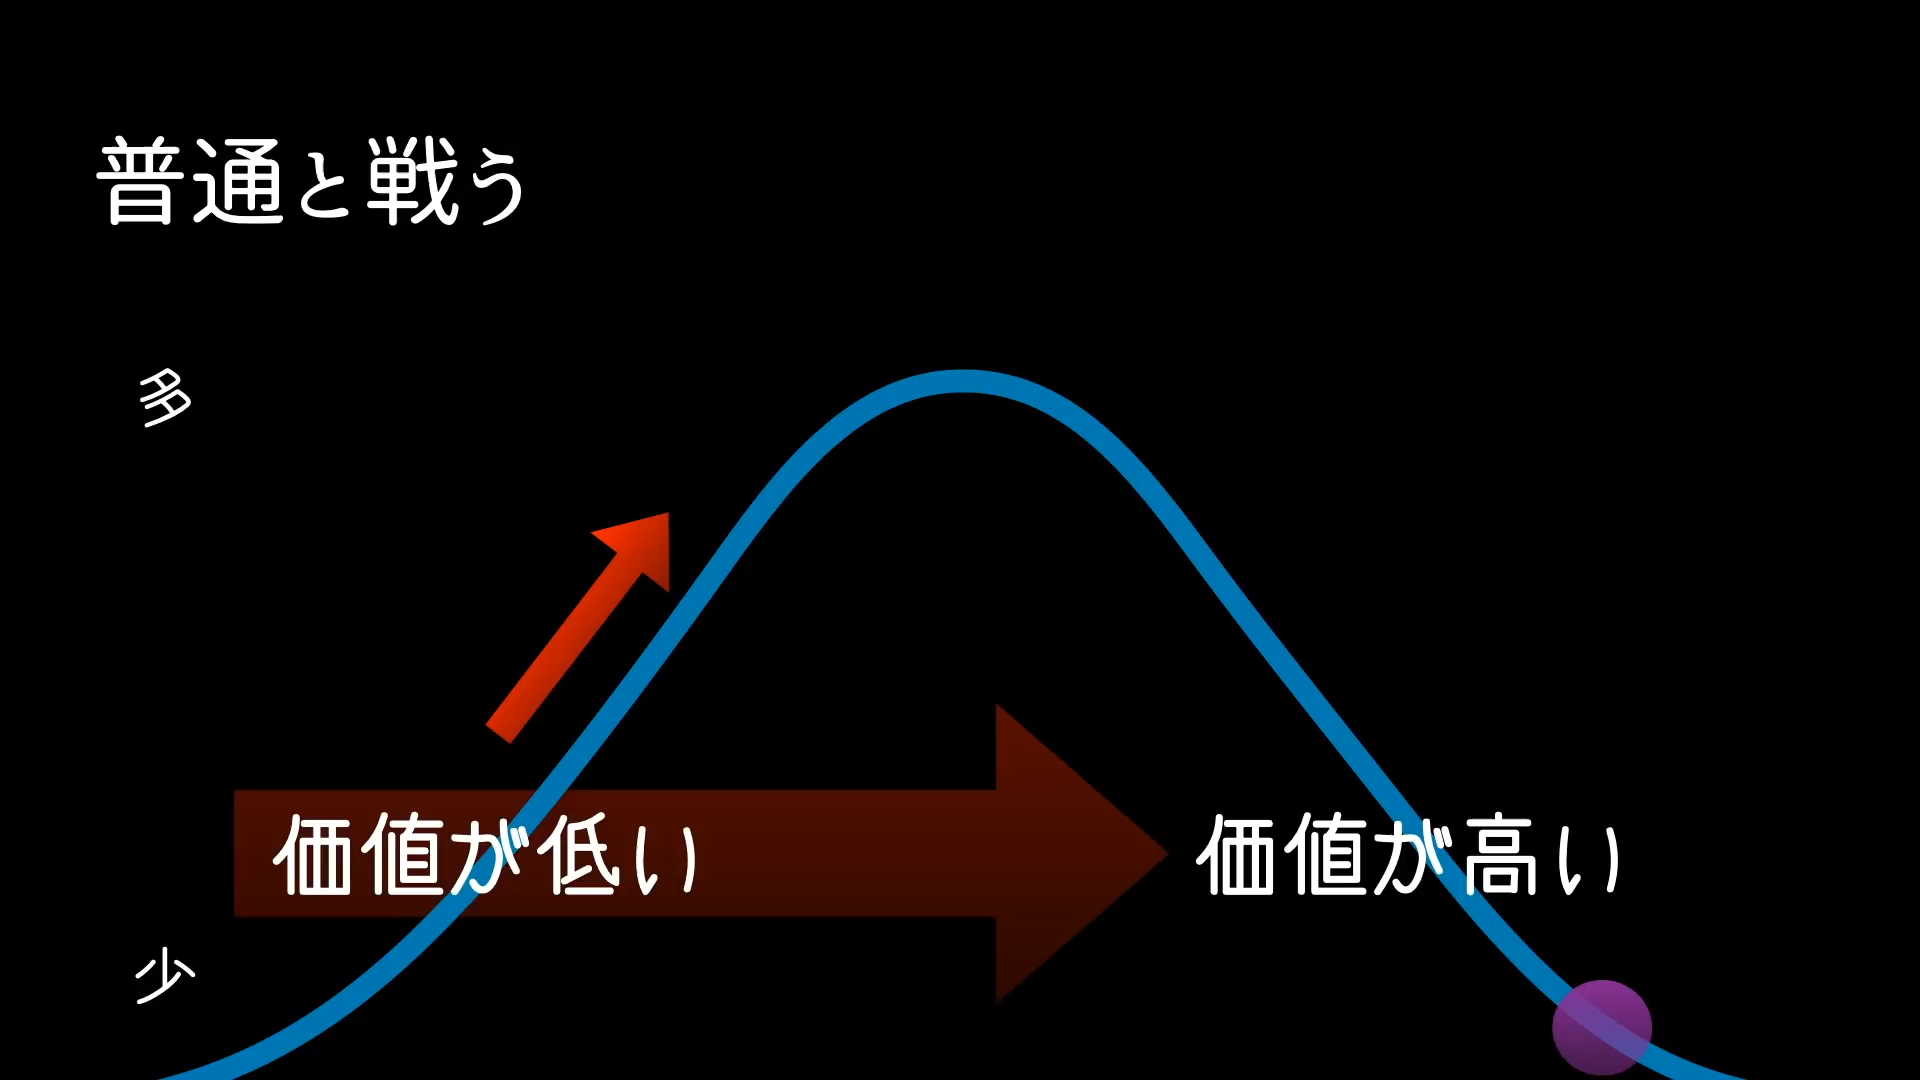 普通と戦う
多
価値が低い
価値が高い
少